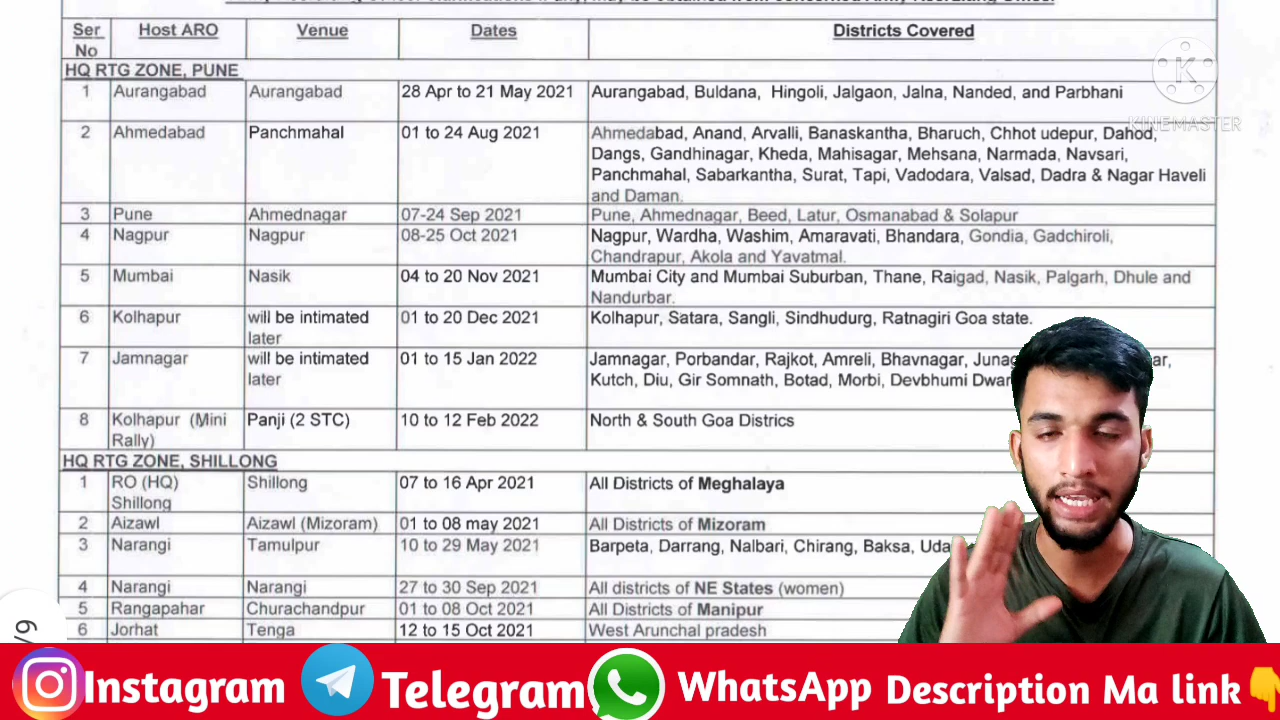 Ser No Host ARO Venue Dates Districts Covered
HQ RTG ZONE, PUNE
1 Aurangabad Aurangabad 28 Apr to 21 May 2021 Aurangabad, Buldana, Hingoli, Jalgaon, Jalna, Nanded, and Parbhani
2 Ahmedabad Panchmahal 01 to 24 Aug 2021 Ahmedabad, Anand, Arvalli, Banaskantha, Bharuch, Chhot udepur, Dahod,
Dangs, Gandhinagar, Kheda, Mahisagar, Mehsana, Narmada, Navsari,
Panchmahal, Sabarkantha, Surat, Tapi, Vadodara, Valsad, Dadra & Nagar Haveli
and Daman.
3 Pune Ahmednagar 07-24 Sep 2021 Pune, Ahmednagar, Beed, Latur, Osmanabad & Solapur
4 Nagpur Nagpur 08-25 Oct 2021 Nagpur, Wardha, Washim, Amaravati, Bhandara, Gondia, Gadchiroli,
Chandrapur, Akola and Yavatmal.
5 Mumbai Nasik 04 to 20 Nov 2021 Mumbai City and Mumbai Suburban, Thane, Raigad, Nasik, Palgarh, Dhule and
Nandurbar.
6 Kolhapur will be intimated later 01 to 20 Dec 2021 Kolhapur, Satara, Sangli, Sindhudurg, Ratnagiri Goa state.
7 Jamnagar will be intimated later 01 to 15 Jan 2022 Jamnagar, Porbandar, Rajkot, Amreli, Bhavnagar,
Kutch, Diu, Gir Somnath, Botad, Morbi, Devbhumi
8 Kolhapur (Mini Rally) Panji (2 STC) 10 to 12 Feb 2022 North & South Goa Districs
HQ RTG ZONE, SHILLONG
1 RO (HQ) Shillong Shillong 07 to 16 Apr 2021 All Districts of Meghalaya
2 Aizawl Aizawl (Mizoram) 01 to 08 may 2021 All Districts of Mizoram
3 Narangi Tamulpur 10 to 29 May 2021 Barpeta, Darrang, Nalbari, Chirang, Baksa,
4 Narangi Narangi 27 to 30 Sep 2021 All districts of NE States (women)
5 Rangapahar Churachandpur 01 to 08 Oct 2021 All Districts of Manipur
6 Jorhat Tenga 12 to 15 Oct 2021 West Arunchal pradesh
K
KINEMASTER
Instagram Telegram WhatsApp Description Ma link